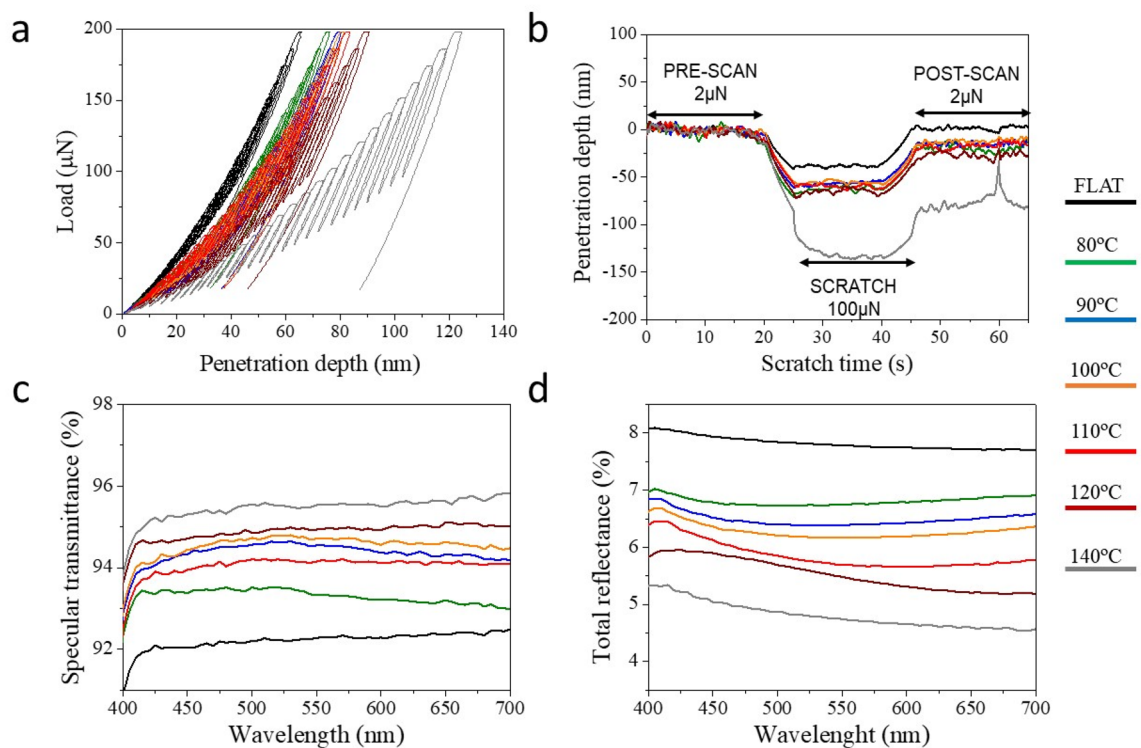 a
200
150
100
50
0
Load (μN)
0 20 40 60 80 100 120 140
Penetration depth (nm)
b
100
50
0
-50
-100
-150
-200
Penetration depth (nm)
PRE-SCAN
2μN
POST-SCAN
2μN
SCRATCH
100μN
0 10 20 30 40 50 60
Scratch time (s)
c
98
96
94
92
Specular transmittance (%)
400 450 500 550 600 650 700
Wavelength (nm)
d
8
7
6
5
4
Total reflectance (%)
400 450 500 550 600 650 700
Wavelenght (nm)
FLAT
80ºC
90ºC
100ºC
110ºC
120ºC
140ºC